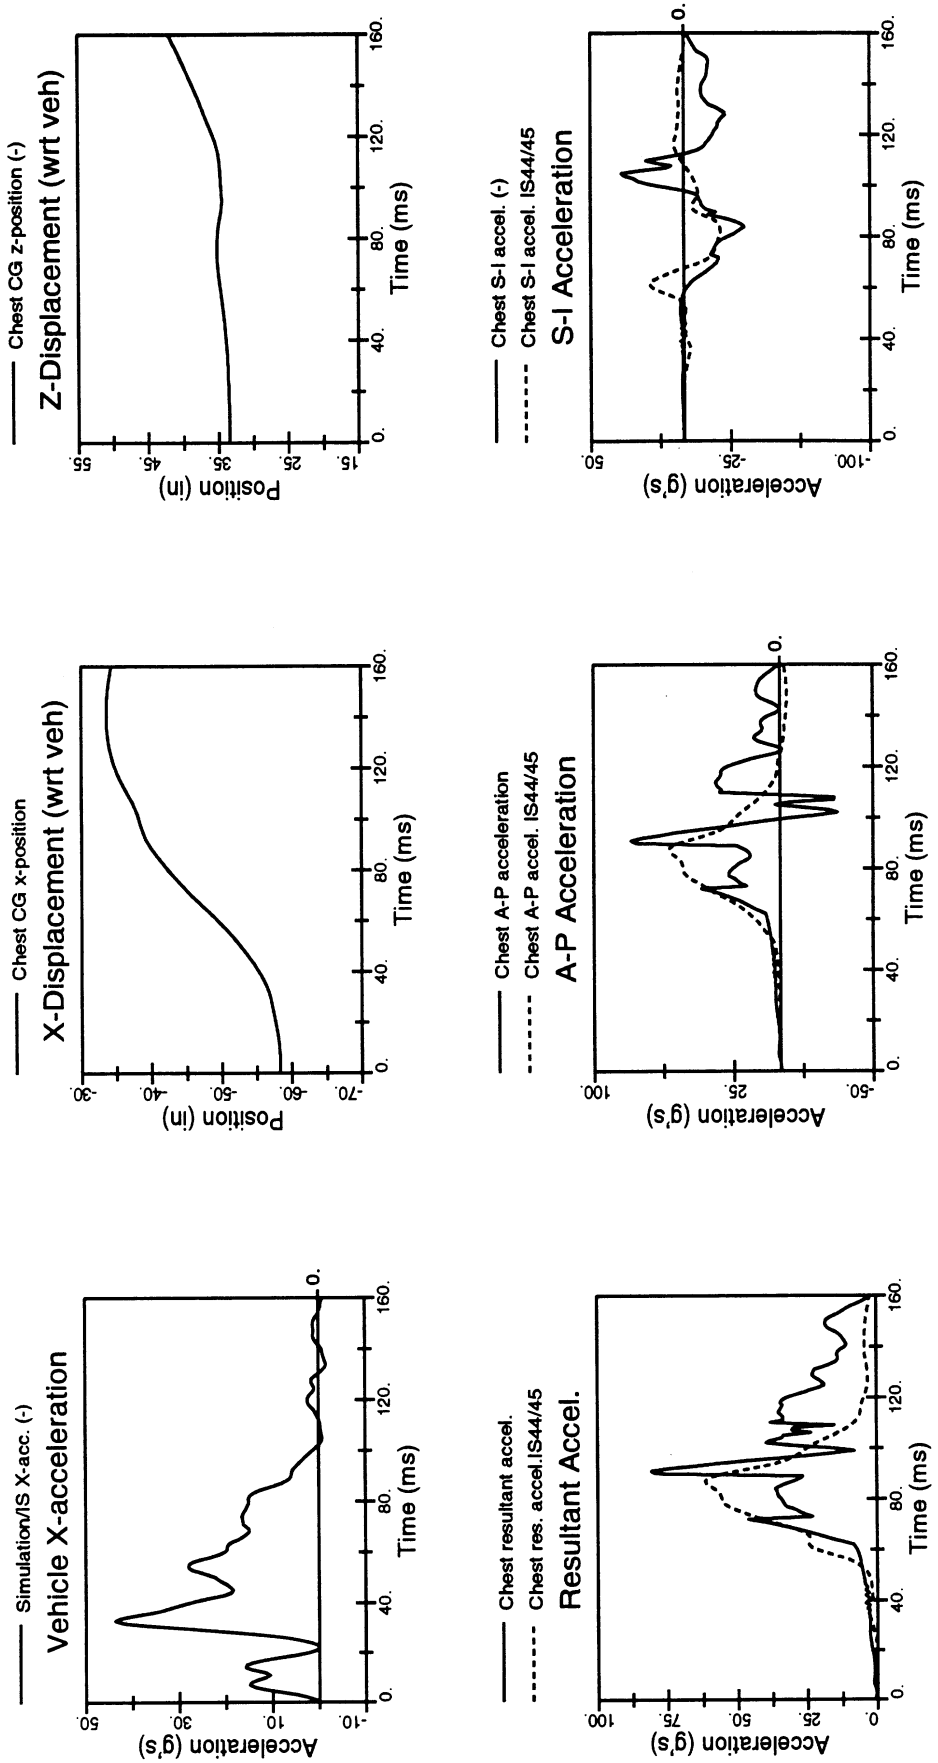 Simulation/IS X-acc. (-)
Vehicle X-acceleration
50.
30.
10.
-10.
Acceleration (g's)
0.
0.
40.
80.
120.
160.
Time (ms)
Chest CG x-position
X-Displacement (wrt veh)
-30.
-40.
-50.
-60.
-70.
Position (in)
0.
40.
80.
120.
160.
Time (ms)
Chest CG z-position (-)
Z-Displacement (wrt veh)
55.
45.
35.
25.
15.
Position (in)
0.
40.
80.
120.
160.
Time (ms)
Chest resultant accel.
Chest res. accel.IS44/45
Resultant Accel.
100.
75.
50.
25.
0.
Acceleration (g's)
0.
40.
80.
120.
160.
Time (ms)
Chest A-P acceleration
Chest A-P accel. IS44/45
A-P Acceleration
100.
25.
-50.
Acceleration (g's)
0.
0.
40.
80.
120.
160.
Time (ms)
Chest S-I accel. (-)
Chest S-I accel. IS44/45
S-I Acceleration
50.
-25.
-100.
Acceleration (g's)
0.
0.
40.
80.
120.
160.
Time (ms)